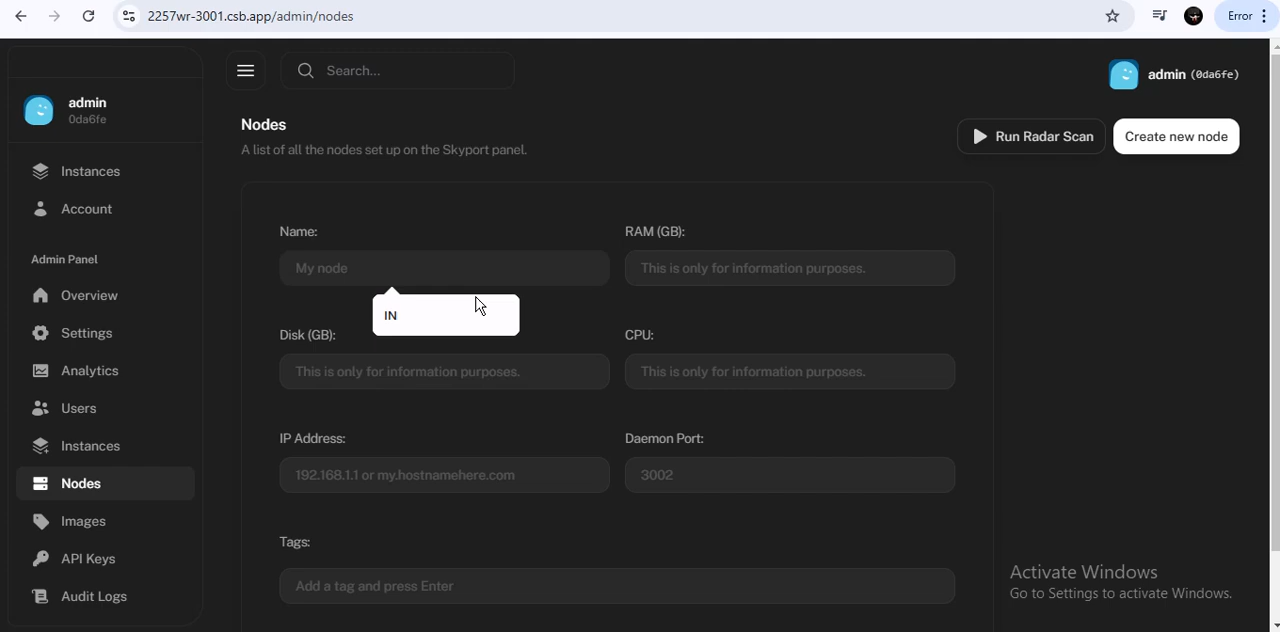 2257wr-3001.csb.app/admin/nodes
Error
admin
0da6fe
Instances
Account
Admin Panel
Overview
Settings
Analytics
Users
Instances
Nodes
Images
API Keys
Audit Logs
Search...
admin (0da6fe)
Nodes
A list of all the nodes set up on the Skyport panel.
Run Radar Scan
Create new node
Name:
RAM (GB):
My node
This is only for information purposes.
IN
Disk (GB):
CPU:
This is only for information purposes.
This is only for information purposes.
IP Address:
Daemon Port:
192.168.1.1 or my.hostnamehere.com
3002
Tags:
Add a tag and press Enter
Activate Windows
Go to Settings to activate Windows.